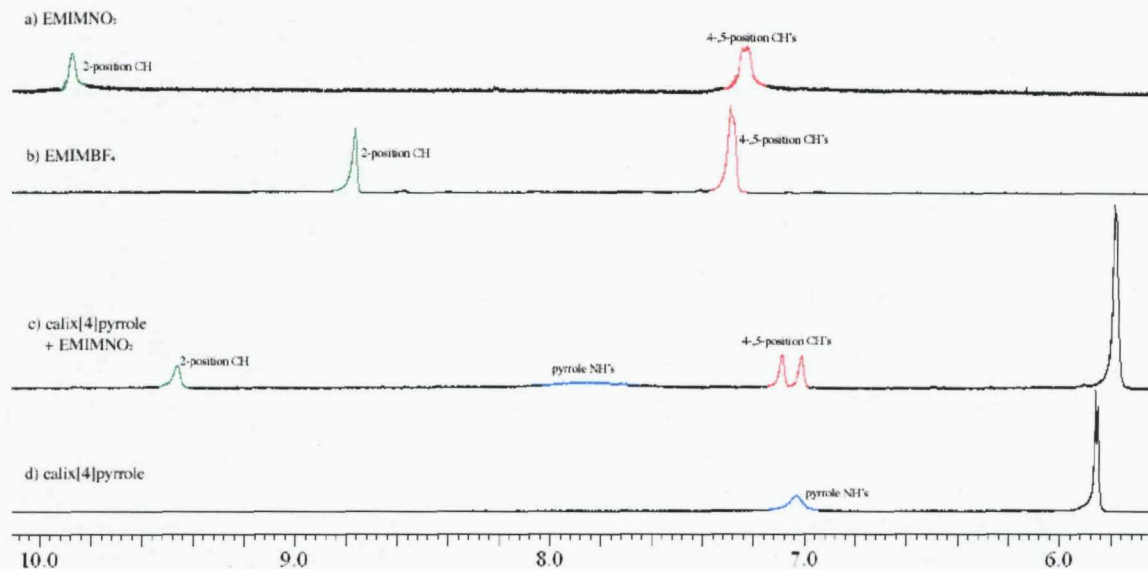 a) EMIMNO₂
2-position CH
4-,5-position CH's
b) EMIMBF₄
2-position CH
4-,5-position CH's
c) calix[4]pyrrole
+ EMIMNO₂
2-position CH
pyrrole NH's
4-,5-position CH's
d) calix[4]pyrrole
pyrrole NH's
10.0 9.0 8.0 7.0 6.0